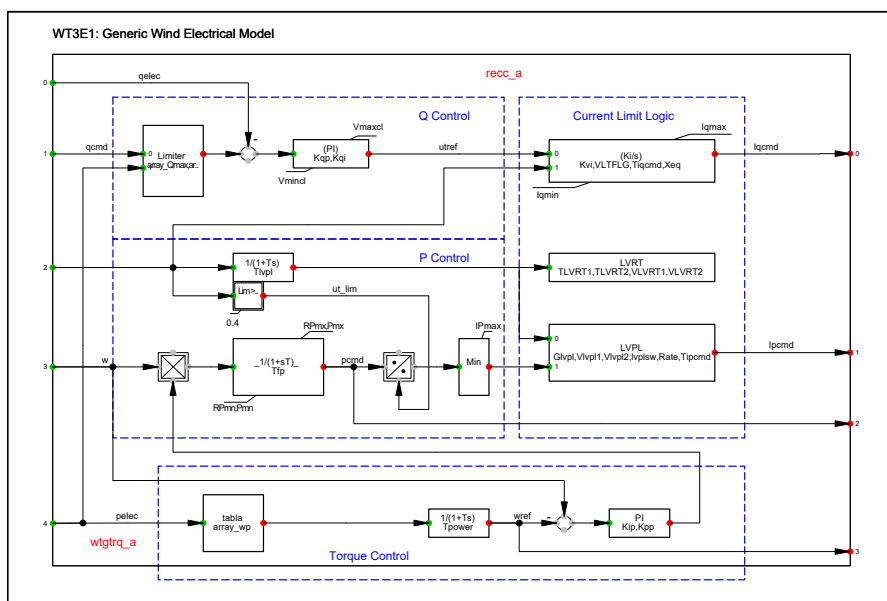 WT3E1: Generic Wind Electrical Model
recc_a
0
qelec
Q Control
Current Limit Logic
1
qcmd
0
1
Limiter
array_Qmax,ar..
-
Vmaxcl
(PI)
Kqp,Kqi
Vmincl
utref
Iqmax
0
1
(Ki/s)
Kvi,VLTFLG,Tiqcmd,Xeq
Iqmin
Iqcmd
0
2
1/(1+Ts)
Tlvpl
P Control
LVRT
TLVRT1,TLVRT2,VLVRT1,VLVRT2
Lim>_
0.4
ut_lim
3
w
RPmx,Pmx
_1/(1+sT)_
Tfp
RPmn,Pmn
pcmd
IPmax
Min
0
1
LVPL
Glvpl,Vlvpl1,Vlvpl2,lvplsw,Rate,Tipcmd
Ipcmd
1
2
4
pelec
wtgtrq_a
tabla
array_wp
1/(1+Ts)
Tpower
wref
-
PI
Kip,Kpp
3
Torque Control